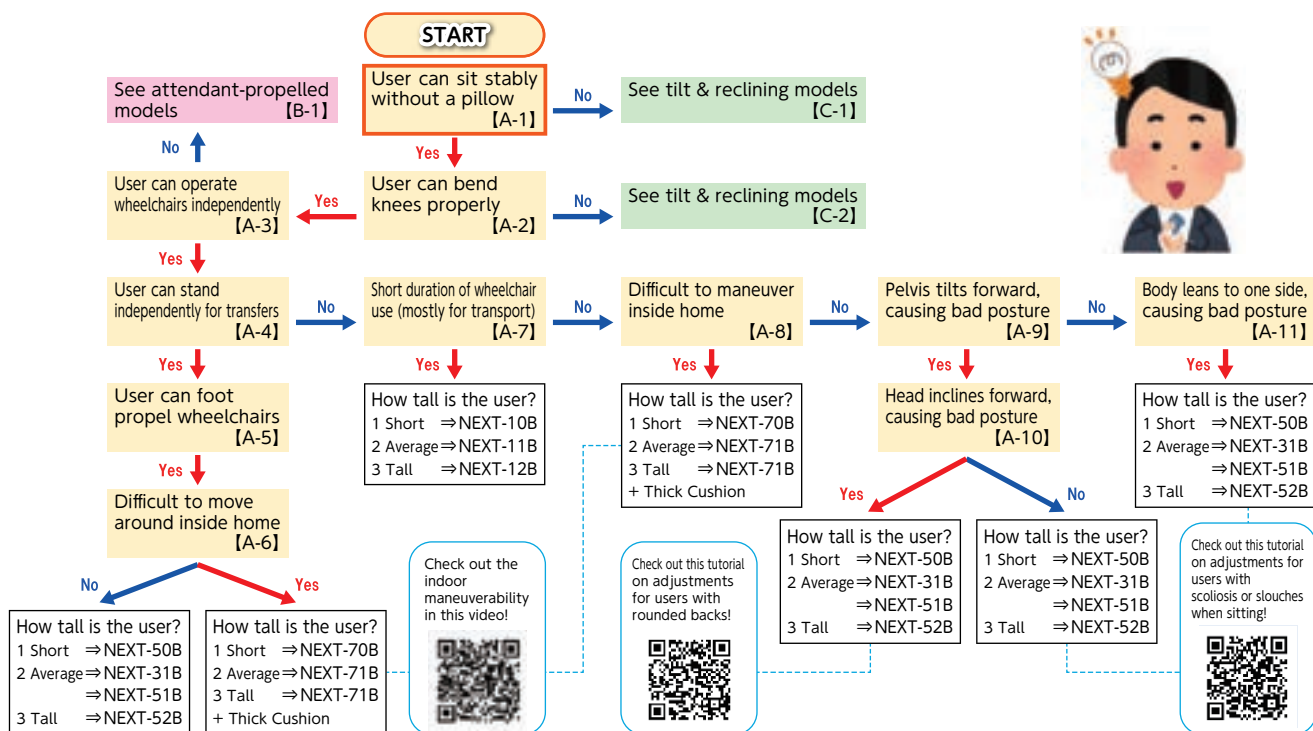 START
User can sit stably
without a pillow
【A-1】
No
See tilt & reclining models
【C-1】
See attendant-propelled
models 【B-1】
Yes
No
User can operate
wheelchairs independently
【A-3】
Yes
User can bend
knees properly
【A-2】
No
See tilt & reclining models
【C-2】
Yes
User can stand
independently for transfers
【A-4】
No
Short duration of wheelchair
use (mostly for transport)
【A-7】
No
Difficult to maneuver
inside home
【A-8】
No
Pelvis tilts forward,
causing bad posture
【A-9】
No
Body leans to one side,
causing bad posture
【A-11】
Yes
Yes
Yes
Yes
Yes
User can foot
propel wheelchairs
【A-5】
How tall is the user?
1 Short ⇒NEXT-10B
2 Average⇒NEXT-11B
3 Tall ⇒NEXT-12B
How tall is the user?
1 Short ⇒NEXT-70B
2 Average⇒NEXT-71B
3 Tall ⇒NEXT-71B
+ Thick Cushion
Head inclines forward,
causing bad posture
【A-10】
How tall is the user?
1 Short ⇒NEXT-50B
2 Average⇒NEXT-31B
⇒NEXT-51B
3 Tall ⇒NEXT-52B
Yes
Difficult to move
around inside home
【A-6】
Yes
No
No
Yes
How tall is the user?
1 Short ⇒NEXT-50B
2 Average⇒NEXT-31B
⇒NEXT-51B
3 Tall ⇒NEXT-52B
How tall is the user?
1 Short ⇒NEXT-70B
2 Average⇒NEXT-71B
3 Tall ⇒NEXT-71B
+ Thick Cushion
Check out the
indoor
maneuverability
in this video!
Check out this tutorial
on adjustments
for users with
rounded backs!
How tall is the user?
1 Short ⇒NEXT-50B
2 Average⇒NEXT-31B
⇒NEXT-51B
3 Tall ⇒NEXT-52B
How tall is the user?
1 Short ⇒NEXT-50B
2 Average⇒NEXT-31B
⇒NEXT-51B
3 Tall ⇒NEXT-52B
Check out this tutorial
on adjustments for
users with
scoliosis or slouches
when sitting!